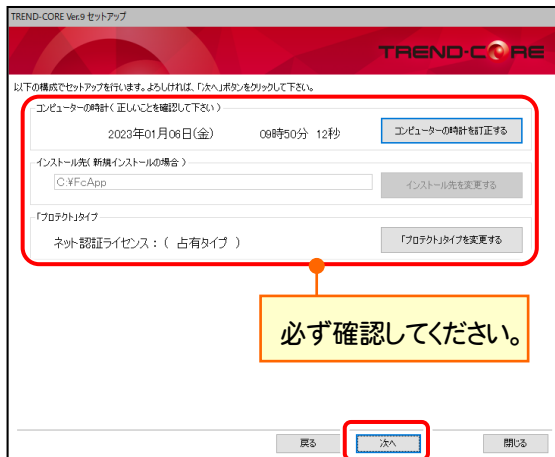 TREND-CORE Ver.9 セットアップ
TREND-CORE
以下の構成でセットアップを行います。よろしければ、「次へ」ボタンをクリックして下さい。
コンピューターの時計( 正しいことを確認して下さい )
2023年01月06日(金) 09時50分 12秒 コンピューターの時計を訂正する
インストール先( 新規インストールの場合 )
C:¥FcApp インストール先を変更する
「プロテクト」タイプ
ネット認証ライセンス：( 占有タイプ ) 「プロテクト」タイプを変更する
必ず確認してください。
戻る 次へ 閉じる